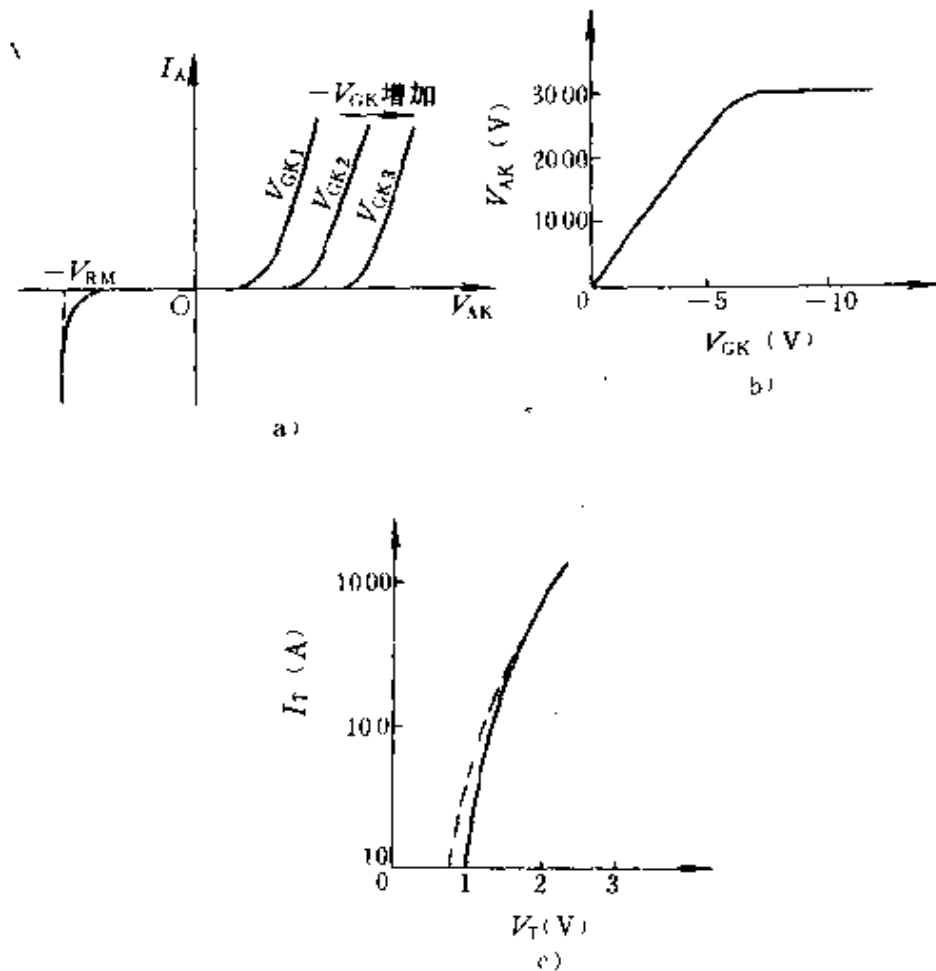 I_A
-V_GK增加
V_GK1
V_GK2
V_GK3
-V_RM
O
V_AK
a)
V_AK (V)
3000
2000
1000
0
-5
-10
V_GK (V)
b)
I_T (A)
1000
100
10
0
1
2
3
V_T(V)
c)